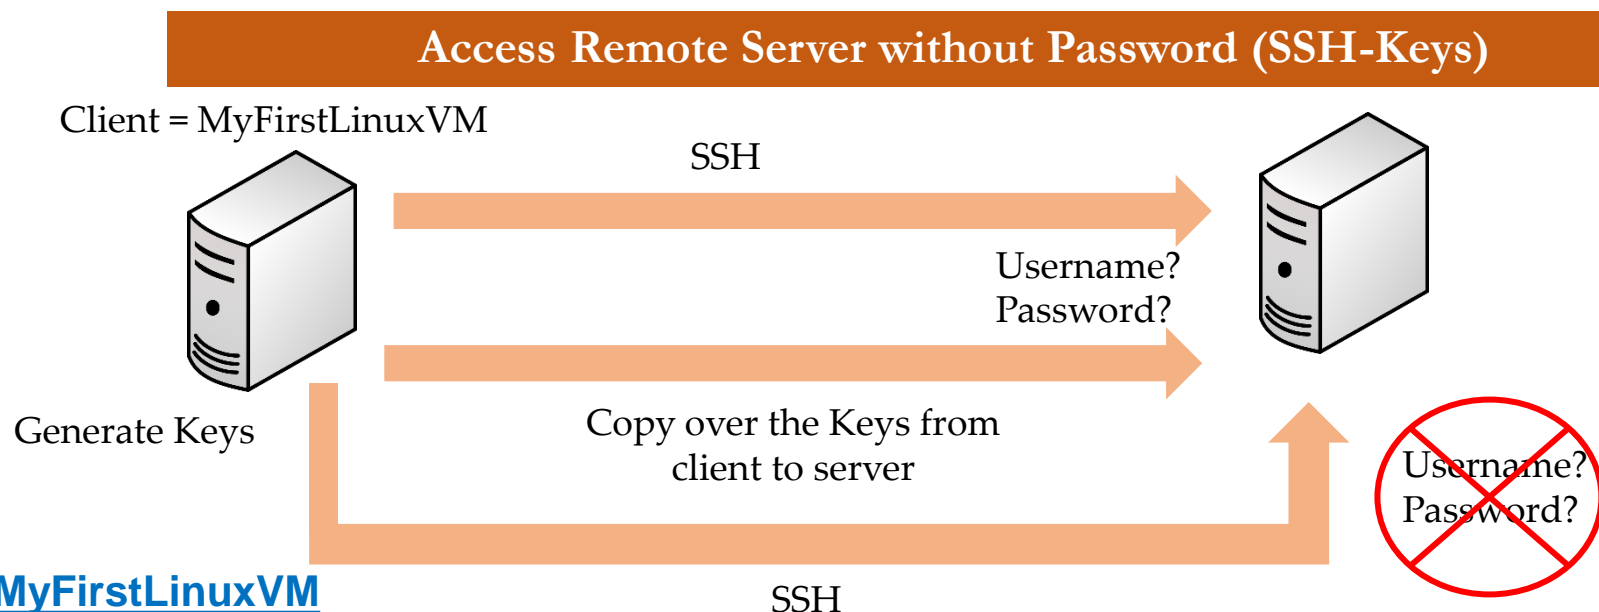 Access Remote Server without Password (SSH-Keys)
Client = MyFirstLinuxVM
SSH
Username?
Password?
Generate Keys
Copy over the Keys from
client to server
Username?
Password?
MyFirstLinuxVM
SSH